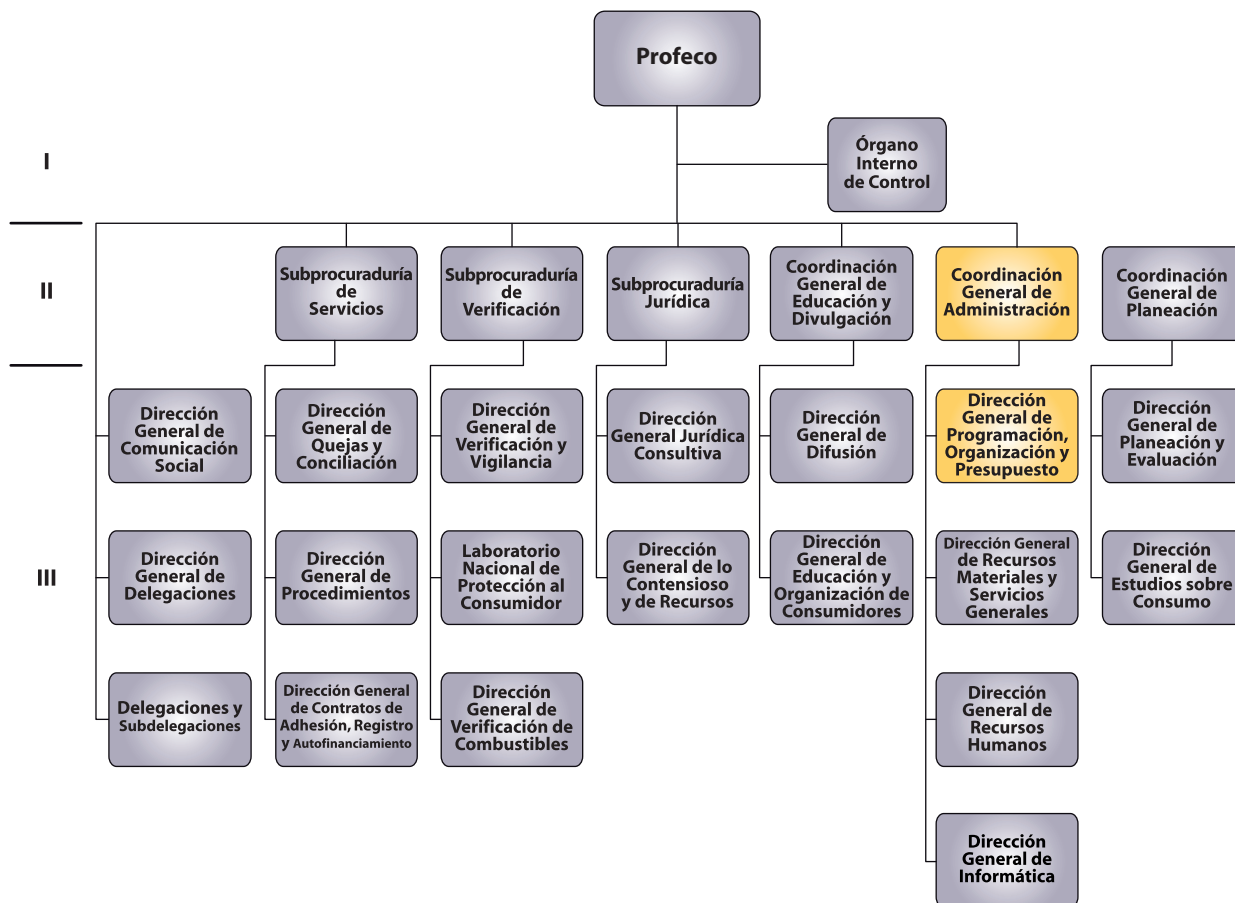 Profeco
I
Órgano
Interno
de Control
II
Subprocuraduría
de
Servicios
Subprocuraduría
de
Verificación
Subprocuraduría
Jurídica
Coordinación
General de
Educación y
Divulgación
Coordinación
General de
Administración
Coordinación
General de
Planeación
III
Dirección
General de
Comunicación
Social
Dirección
General de
Quejas y
Conciliación
Dirección
General de
Verificación y
Vigilancia
Dirección
General Jurídica
Consultiva
Dirección
General de
Difusión
Dirección
General de
Programación,
Organización y
Presupuesto
Dirección
General de
Planeación y
Evaluación
Dirección
General de
Delegaciones
Dirección
General de
Procedimientos
Laboratorio
Nacional de
Protección al
Consumidor
Dirección
General de lo
Contensioso
y de Recursos
Dirección
General de
Educación y
Organización de
Consumidores
Dirección General
de Recursos
Materiales y
Servicios
Generales
Dirección
General de
Estudios sobre
Consumo
Delegaciones y
Subdelegaciones
Dirección General
de Contratos de
Adhesión, Registro
y Autofinanciamiento
Dirección
General de
Verificación de
Combustibles
Dirección
General de
Recursos
Humanos
Dirección
General de
Informática